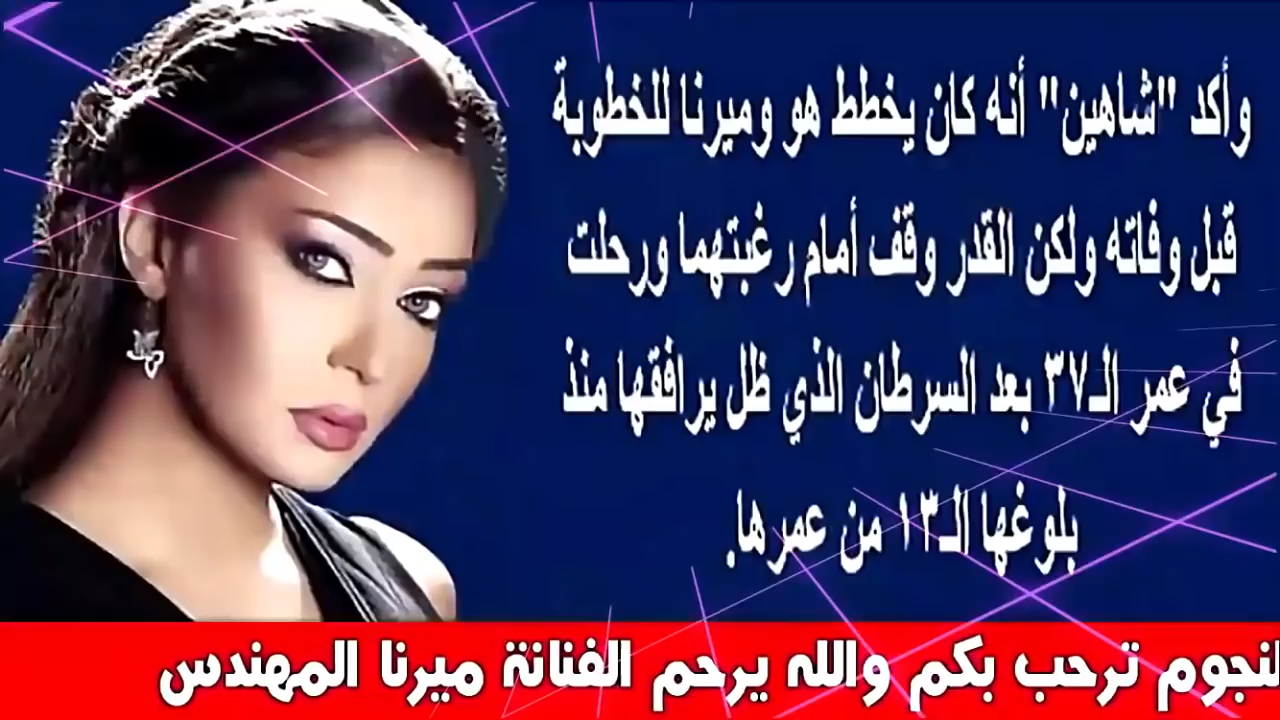 وأكد "شاهين" أنه كان يخطط هو وميرنا للخطوبة
قبل وفاته ولكن القدر وقف أمام رغبتهما ورحلت
في عمر الـ٣٧ بعد السرطان الذي ظل يرافقها منذ
بلوغها الـ١٣ من عمرها.
لنجوم ترحب بكم والله يرحم الفنانة ميرنا المهندس